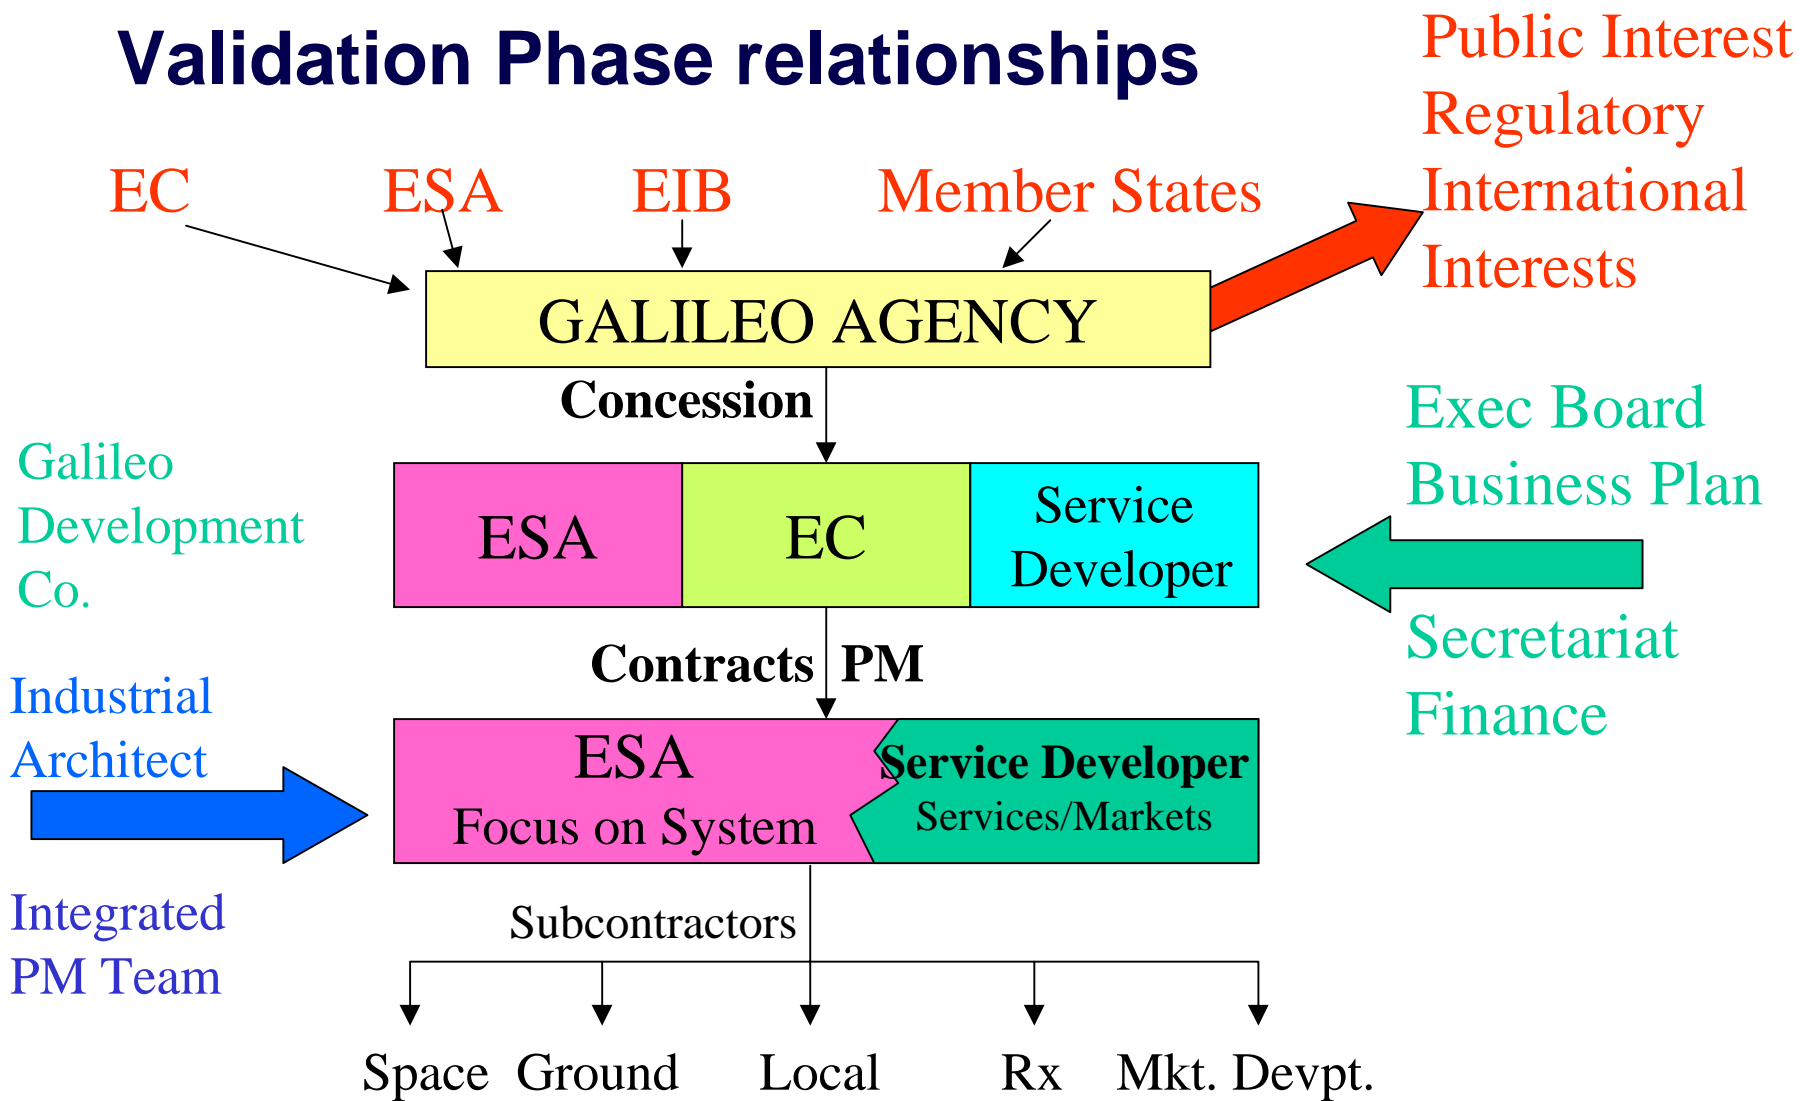 Validation Phase relationships
Public Interest
Regulatory
International
Interests
EC
ESA
EIB
Member States
GALILEO AGENCY
Concession
Exec Board
Business Plan
Galileo
Development
Co.
ESA
EC
Service
Developer
Secretariat
Finance
Contracts PM
Industrial
Architect
ESA
Focus on System
Service Developer
Services/Markets
Integrated
PM Team
Subcontractors
Space
Ground
Local
Rx
Mkt. Devpt.